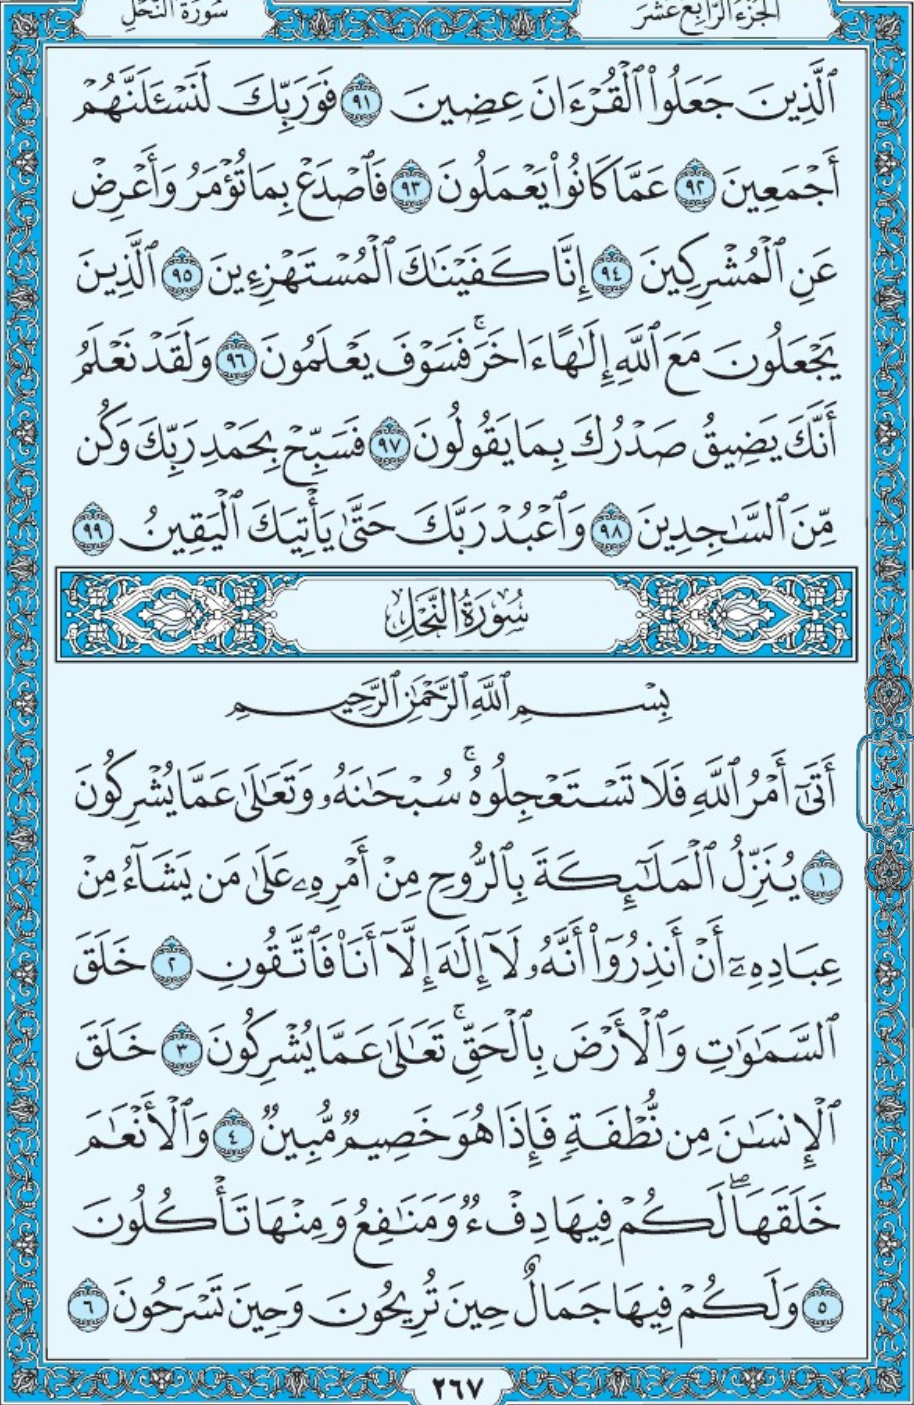 الجزء الرابع عشر
سورة النحل
ٱلَّذِينَ جَعَلُوا۟ ٱلْقُرْءَانَ عِضِينَ ٩١ فَوَرَبِّكَ لَنَسْـَٔلَنَّهُمْ
أَجْمَعِينَ ٩٢ عَمَّا كَانُوا۟ يَعْمَلُونَ ٩٣ فَٱصْدَعْ بِمَا تُؤْمَرُ وَأَعْرِضْ
عَنِ ٱلْمُشْرِكِينَ ٩٤ إِنَّا كَفَيْنَـٰكَ ٱلْمُسْتَهْزِءِينَ ٩٥ ٱلَّذِينَ
يَجْعَلُونَ مَعَ ٱللَّهِ إِلَـٰهًا ءَاخَرَ ۚ فَسَوْفَ يَعْلَمُونَ ٩٦ وَلَقَدْ نَعْلَمُ
أَنَّكَ يَضِيقُ صَدْرُكَ بِمَا يَقُولُونَ ٩٧ فَسَبِّحْ بِحَمْدِ رَبِّكَ وَكُن
مِّنَ ٱلسَّـٰجِدِينَ ٩٨ وَٱعْبُدْ رَبَّكَ حَتَّىٰ يَأْتِيَكَ ٱلْيَقِينُ ٩٩
سُورَةُ النَّحْلِ
بِسْمِ ٱللَّهِ ٱلرَّحْمَـٰنِ ٱلرَّحِيمِ
أَتَىٰٓ أَمْرُ ٱللَّهِ فَلَا تَسْتَعْجِلُوهُ ۚ سُبْحَـٰنَهُۥ وَتَعَـٰلَىٰ عَمَّا يُشْرِكُونَ
١ يُنَزِّلُ ٱلْمَلَـٰٓئِكَةَ بِٱلرُّوحِ مِنْ أَمْرِهِۦ عَلَىٰ مَن يَشَآءُ مِنْ
عِبَادِهِۦٓ أَنْ أَنذِرُوٓا۟ أَنَّهُۥ لَآ إِلَـٰهَ إِلَّآ أَنَا۠ فَٱتَّقُونِ ٢ خَلَقَ
ٱلسَّمَـٰوَٰتِ وَٱلْأَرْضَ بِٱلْحَقِّ ۚ تَعَـٰلَىٰ عَمَّا يُشْرِكُونَ ٣ خَلَقَ
ٱلْإِنسَـٰنَ مِن نُّطْفَةٍ فَإِذَا هُوَ خَصِيمٌ مُّبِينٌ ٤ وَٱلْأَنْعَـٰمَ
خَلَقَهَا ۗ لَكُمْ فِيهَا دِفْءٌ وَمَنَـٰفِعُ وَمِنْهَا تَأْكُلُونَ
٥ وَلَكُمْ فِيهَا جَمَالٌ حِينَ تُرِيحُونَ وَحِينَ تَسْرَحُونَ ٦
٢٦٧